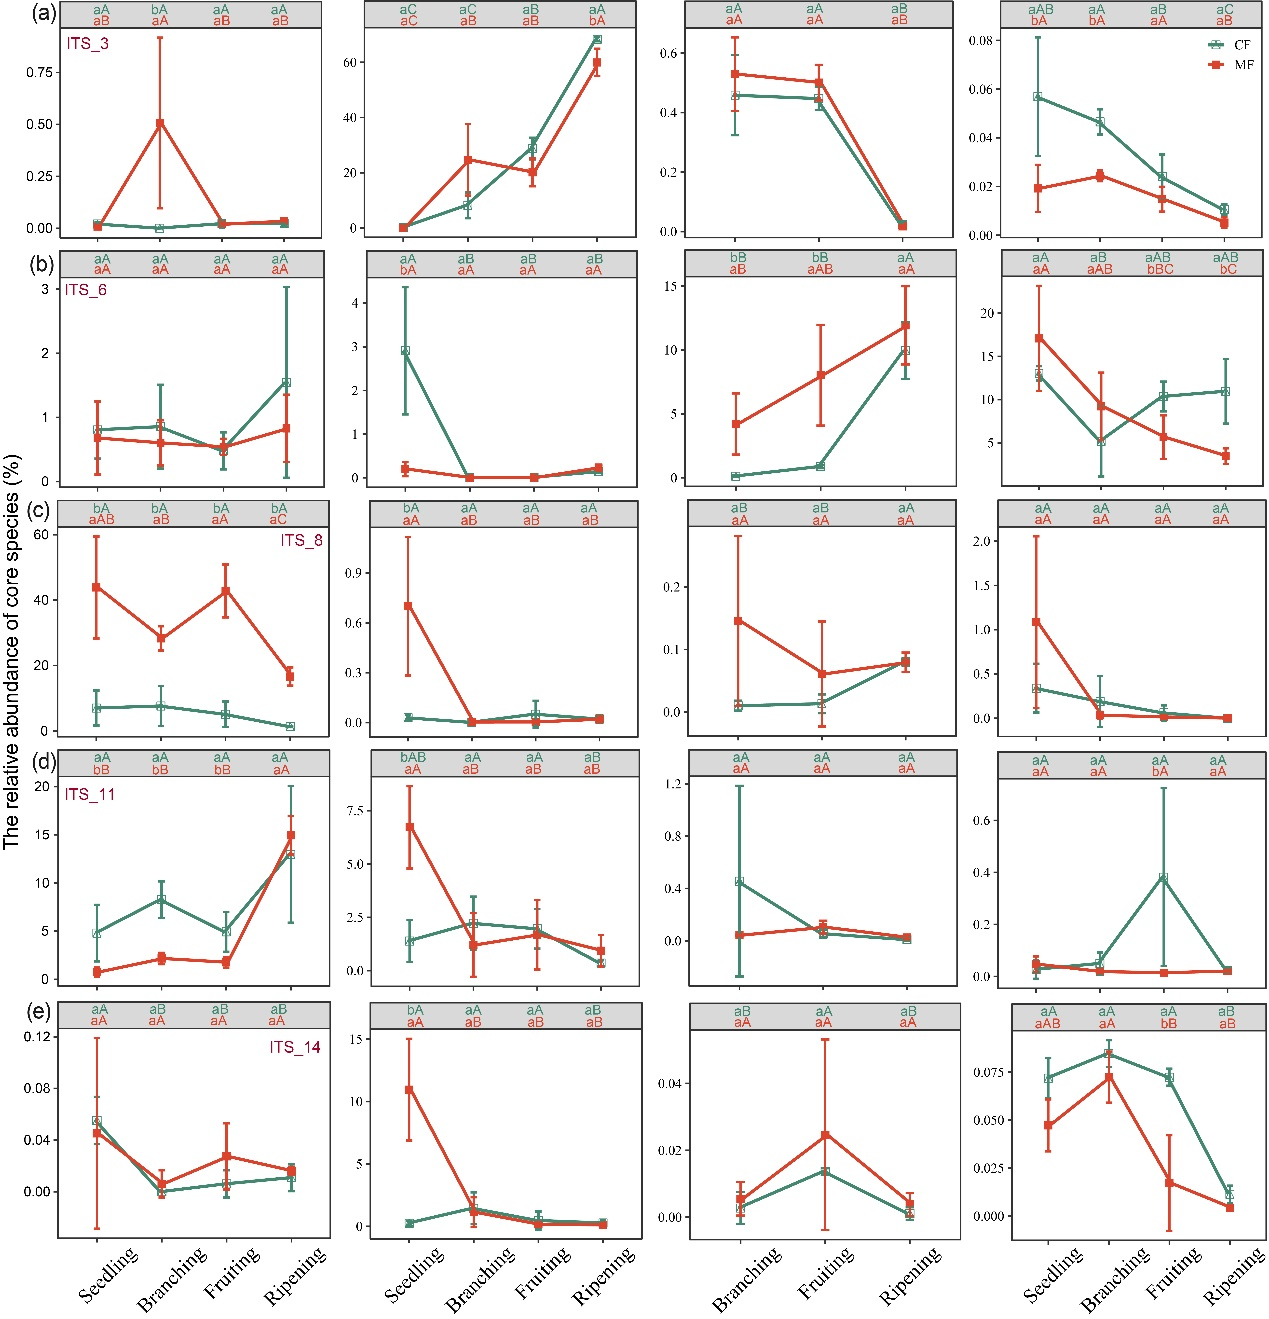 The relative abundance of core species (%)
(a)
aA bA aA aA
aB aA aB aB
ITS_3
0.75
0.50
0.25
0.00
aC aC aB aA
aC aB aB bA
60
40
20
0
aA aA aB
aA aA aB
0.6
0.4
0.2
0.0
aAB aA aB aC
bA bA aA aB
CF
MF
0.08
0.06
0.04
0.02
0.00
(b)
aA aA aA aA
aA aA aA aA
ITS_6
3
2
1
0
aA aB aB aB
bA aA aA aA
4
3
2
1
0
bB bB aA
aB aAB aA
15
10
5
0
aA aB aAB aAB
aA aAB bBC bC
20
15
10
5
(c)
bA bA bA bA
aAB aB aA aC
ITS_8
60
40
20
0
bA aA aA aA
aA aB aB aB
0.9
0.6
0.3
0.0
aB aB aA
aA aA aA
0.2
0.1
0.0
aA aA aA aA
aA aA aA aA
2.0
1.5
1.0
0.5
0.0
(d)
aA aA aA aA
bB bB bB aA
ITS_11
20
15
10
5
0
bAB aA aA aB
aA aB aB aB
7.5
5.0
2.5
0.0
aA aA aA
aA aA aA
1.2
0.8
0.4
0.0
aA aA aA aA
aA aA bA aA
0.6
0.4
0.2
0.0
(e)
aA aB aB aB
aA aA aA aA
ITS_14
0.12
0.08
0.04
0.00
bA aA aA aB
aA aB aB aB
15
10
5
0
aB aA aB
aA aA aA
0.04
0.02
0.00
aA aA aA aB
aAB aA bB aB
0.075
0.050
0.025
0.000
Seedling Branching Fruiting Ripening
Seedling Branching Fruiting Ripening
Branching Fruiting Ripening
Seedling Branching Fruiting Ripening